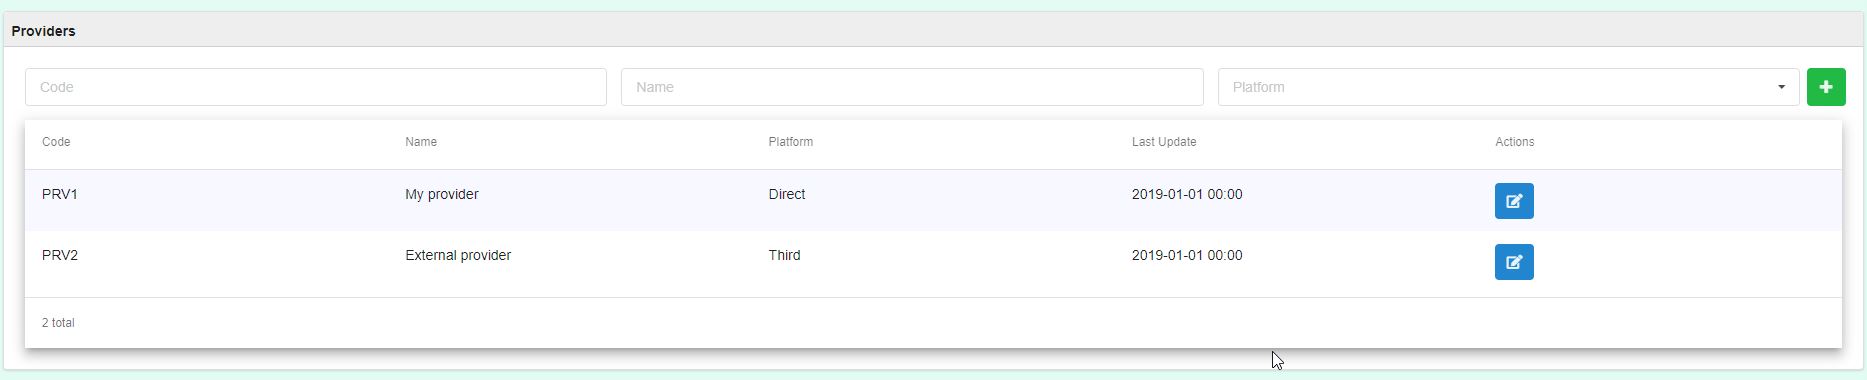 Providers
Code Name Platform
Code Name Platform Last Update Actions
PRV1 My provider Direct 2019-01-01 00:00
PRV2 External provider Third 2019-01-01 00:00
2 total